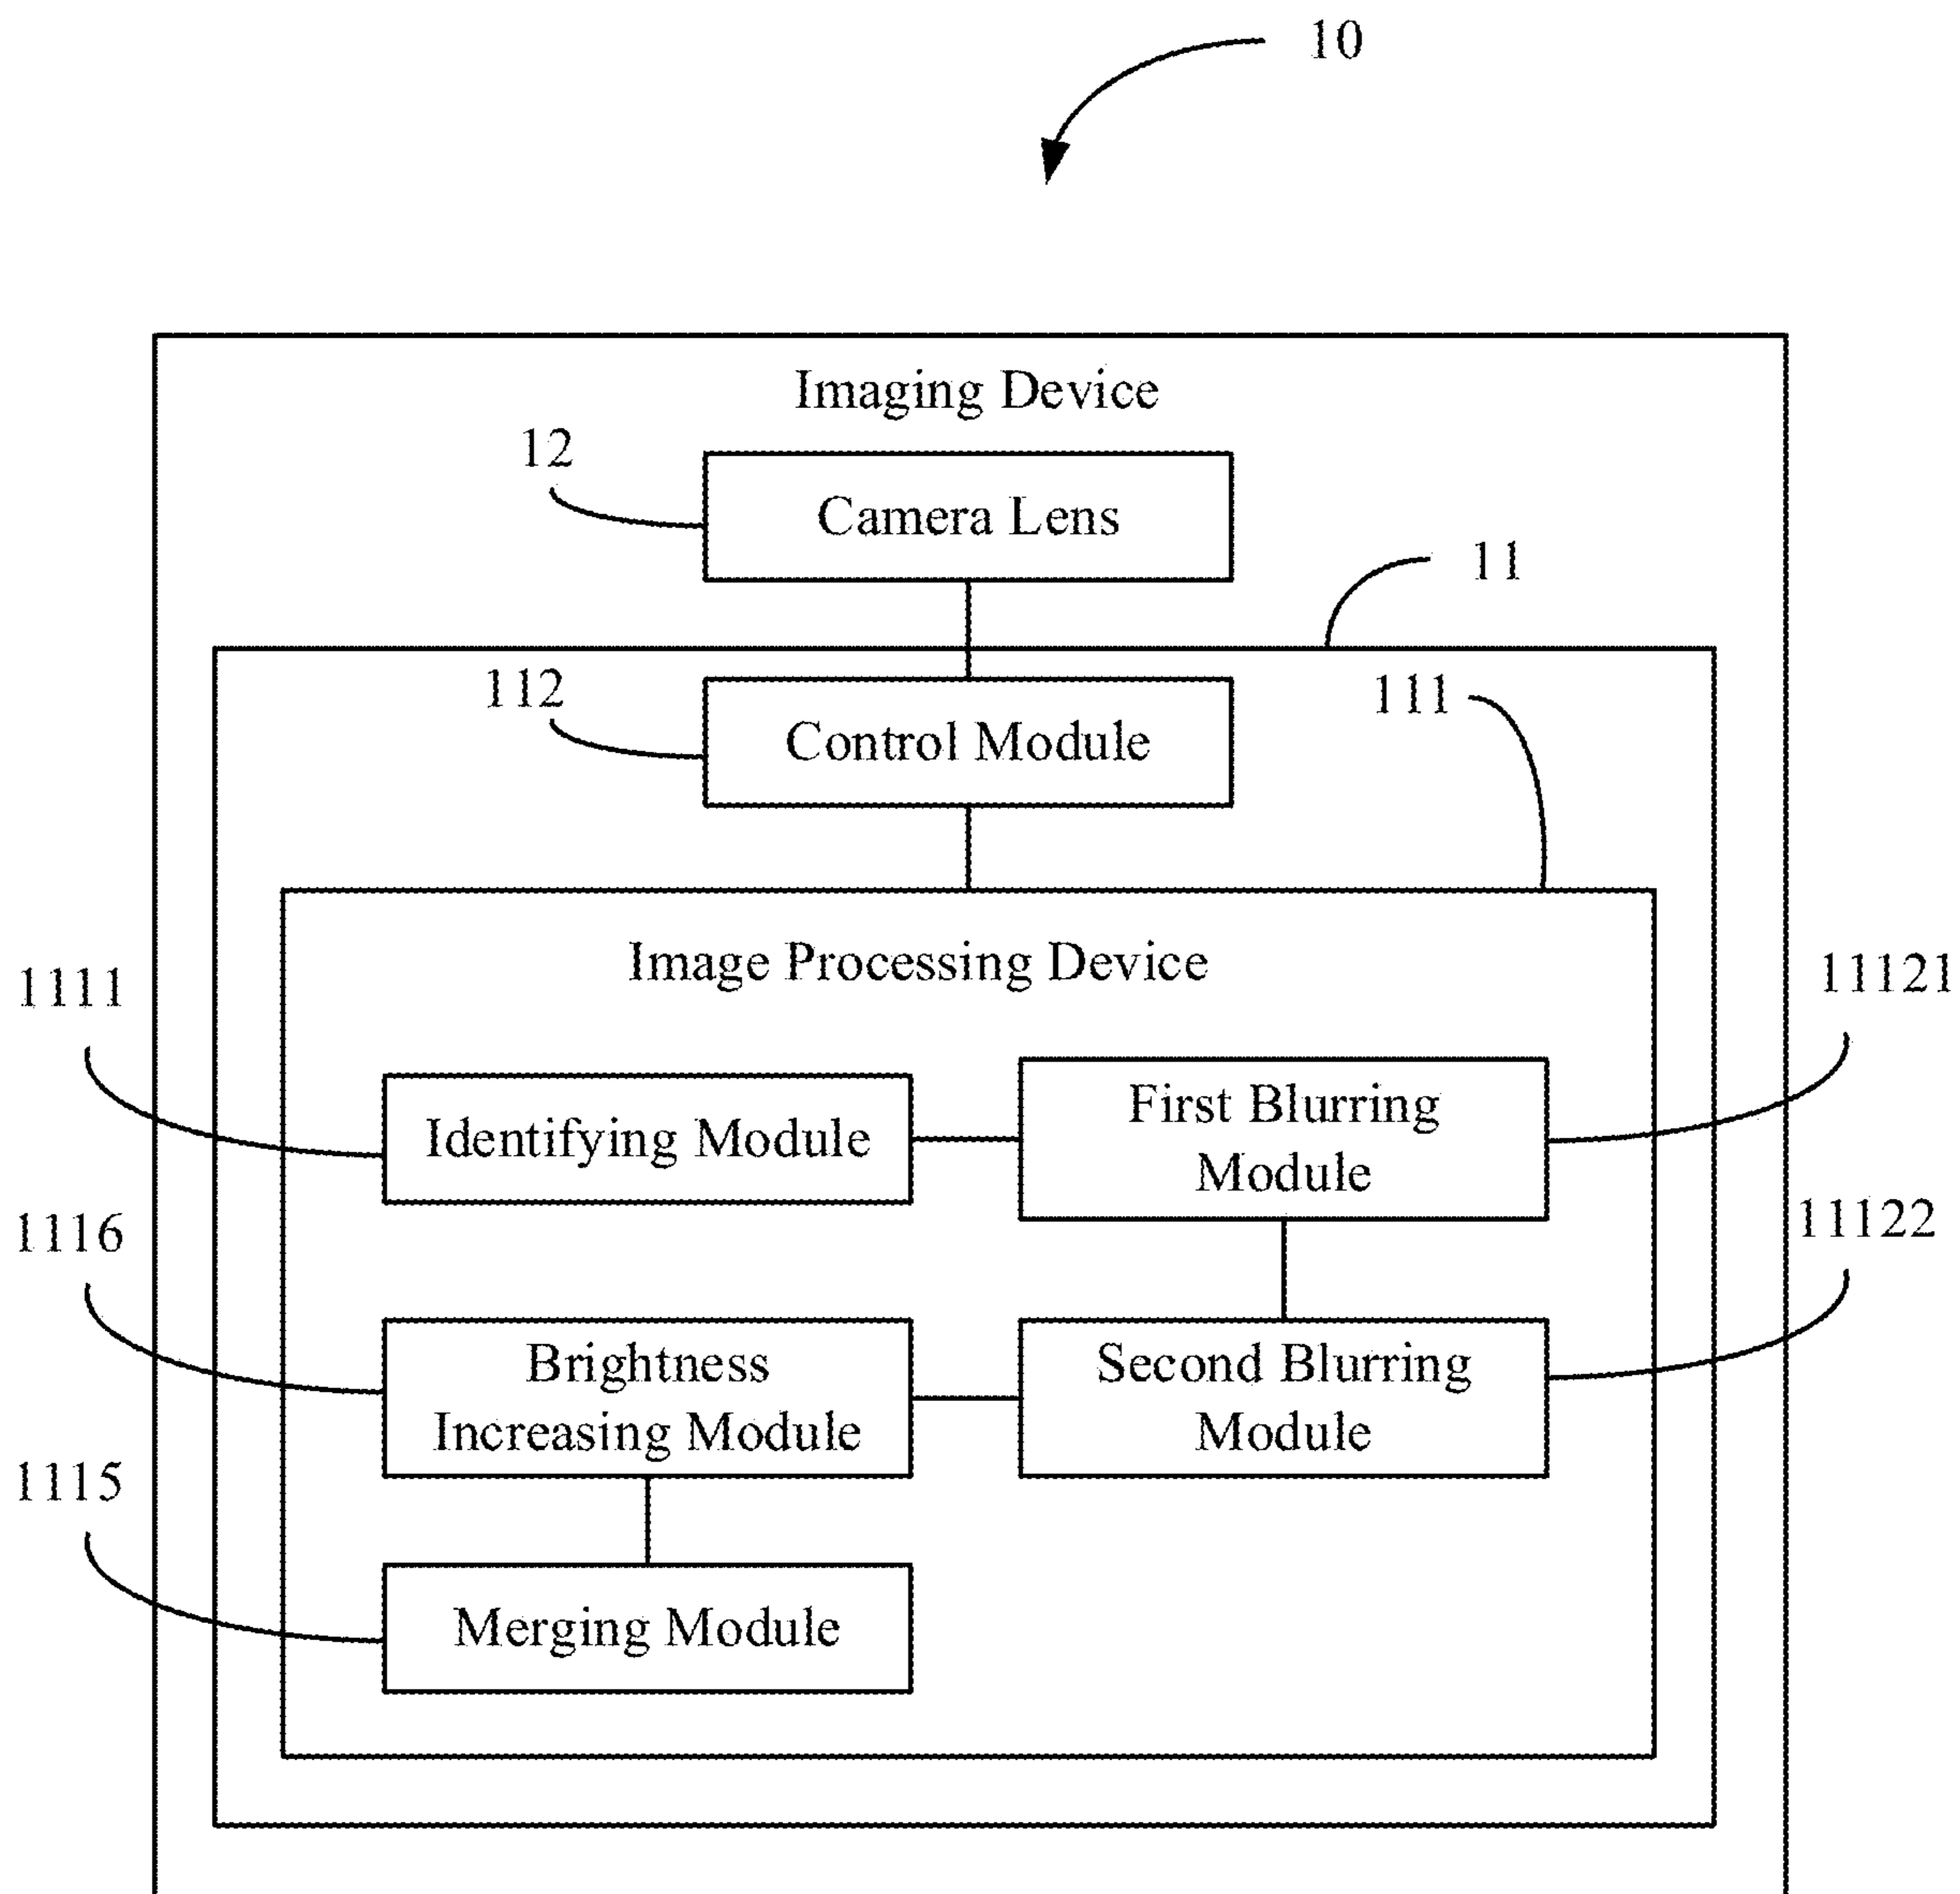 10
Imaging Device
12
Camera Lens
11
112
Control Module
111
Image Processing Device
1111
11121
Identifying Module
First Blurring
Module
1116
11122
Brightness
Increasing Module
Second Blurring
Module
1115
Merging Module